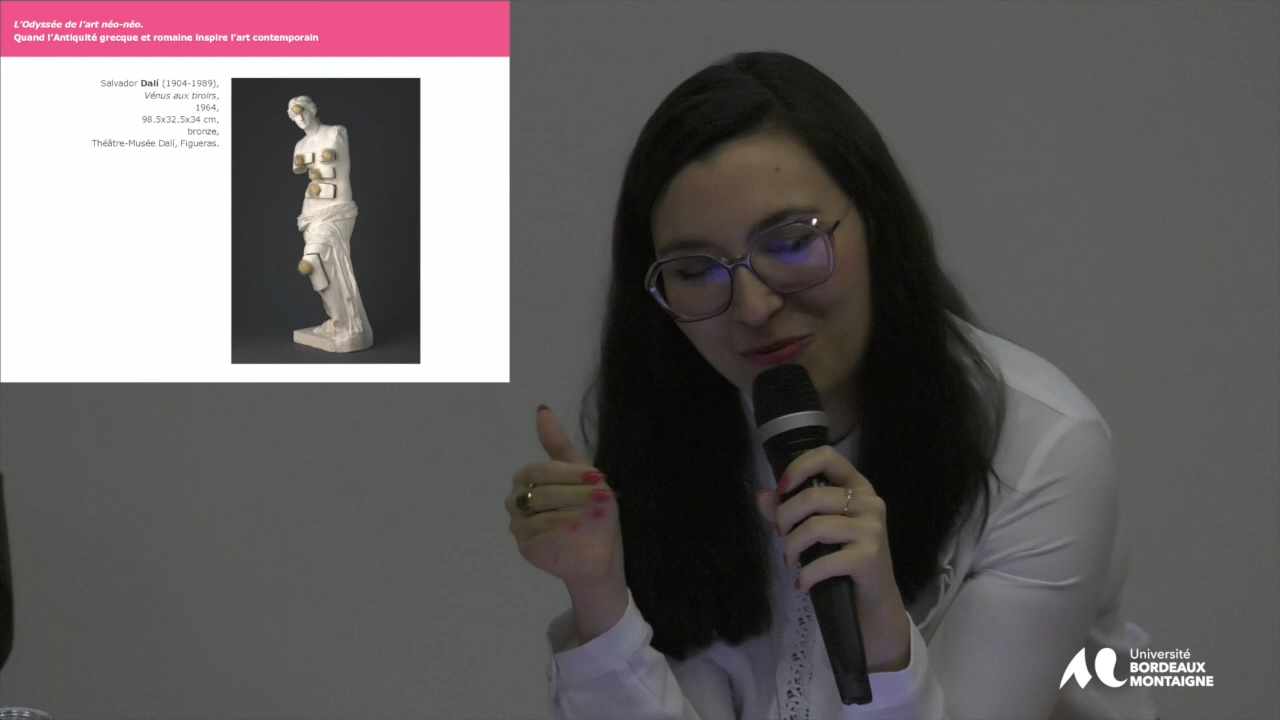 L'Odyssée de l'art néo-néo.
Quand l'Antiquité grecque et romaine inspire l'art contemporain
Salvador Dalí (1904-1989),
Vénus aux tiroirs,
1964,
98.5x32.5x34 cm,
bronze,
Théâtre-Musée Dalí, Figueras.
Université
BORDEAUX
MONTAIGNE